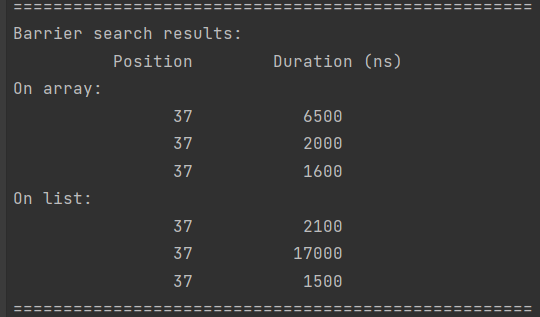 ====================================================
Barrier search results:
Position Duration (ns)
On array:
37 6500
37 2000
37 1600
On list:
37 2100
37 17000
37 1500
====================================================